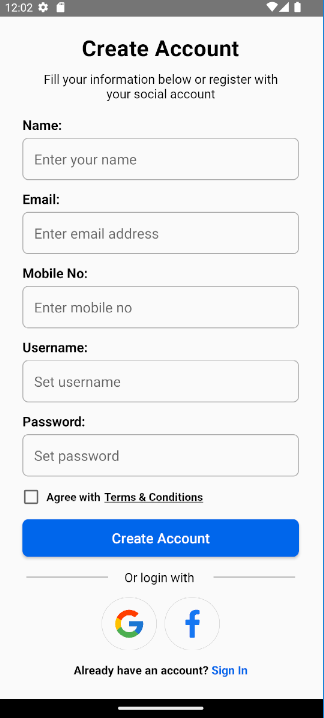 12:02
Create Account
Fill your information below or register with
your social account
Name:
Enter your name
Email:
Enter email address
Mobile No:
Enter mobile no
Username:
Set username
Password:
Set password
Agree with Terms & Conditions
Create Account
Or login with
Already have an account? Sign In